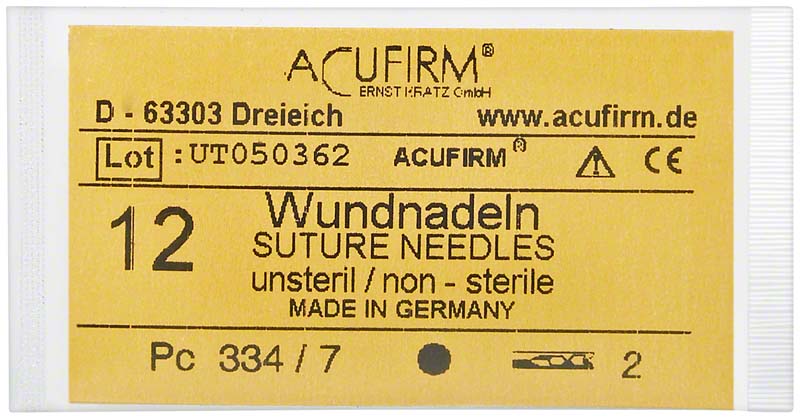 ACUFIRM®
ERNST KRATZ GmbH
D - 63303 Dreieich www.acufirm.de
Lot :UT050362 ACUFIRM® CE
12 Wundnadeln
SUTURE NEEDLES
unsteril / non - sterile
MADE IN GERMANY
Pc 334 / 7 2